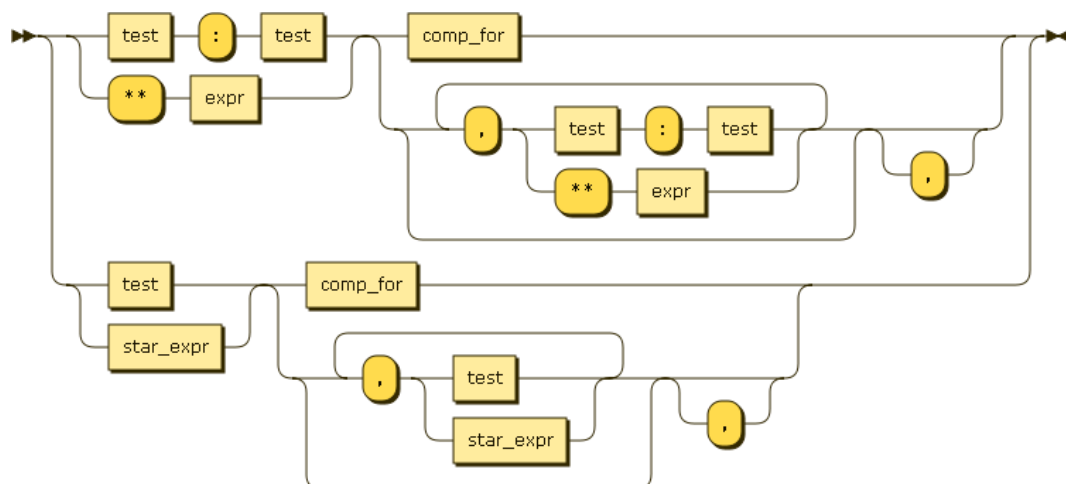 test : test comp_for
** expr
, test : test
** expr ,
test comp_for
star_expr
, test
star_expr ,